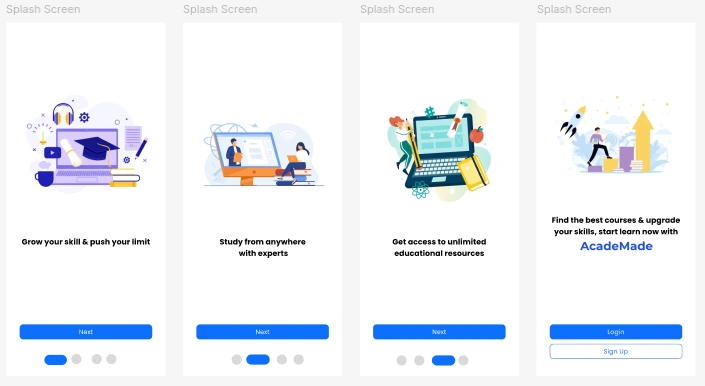 Splash Screen
Grow your skill & push your limit
Next
Splash Screen
Study from anywhere
with experts
Next
Splash Screen
Get access to unlimited
educational resources
Next
Splash Screen
Find the best courses & upgrade
your skills, start learn now with
AcadeMade
Login
Sign Up